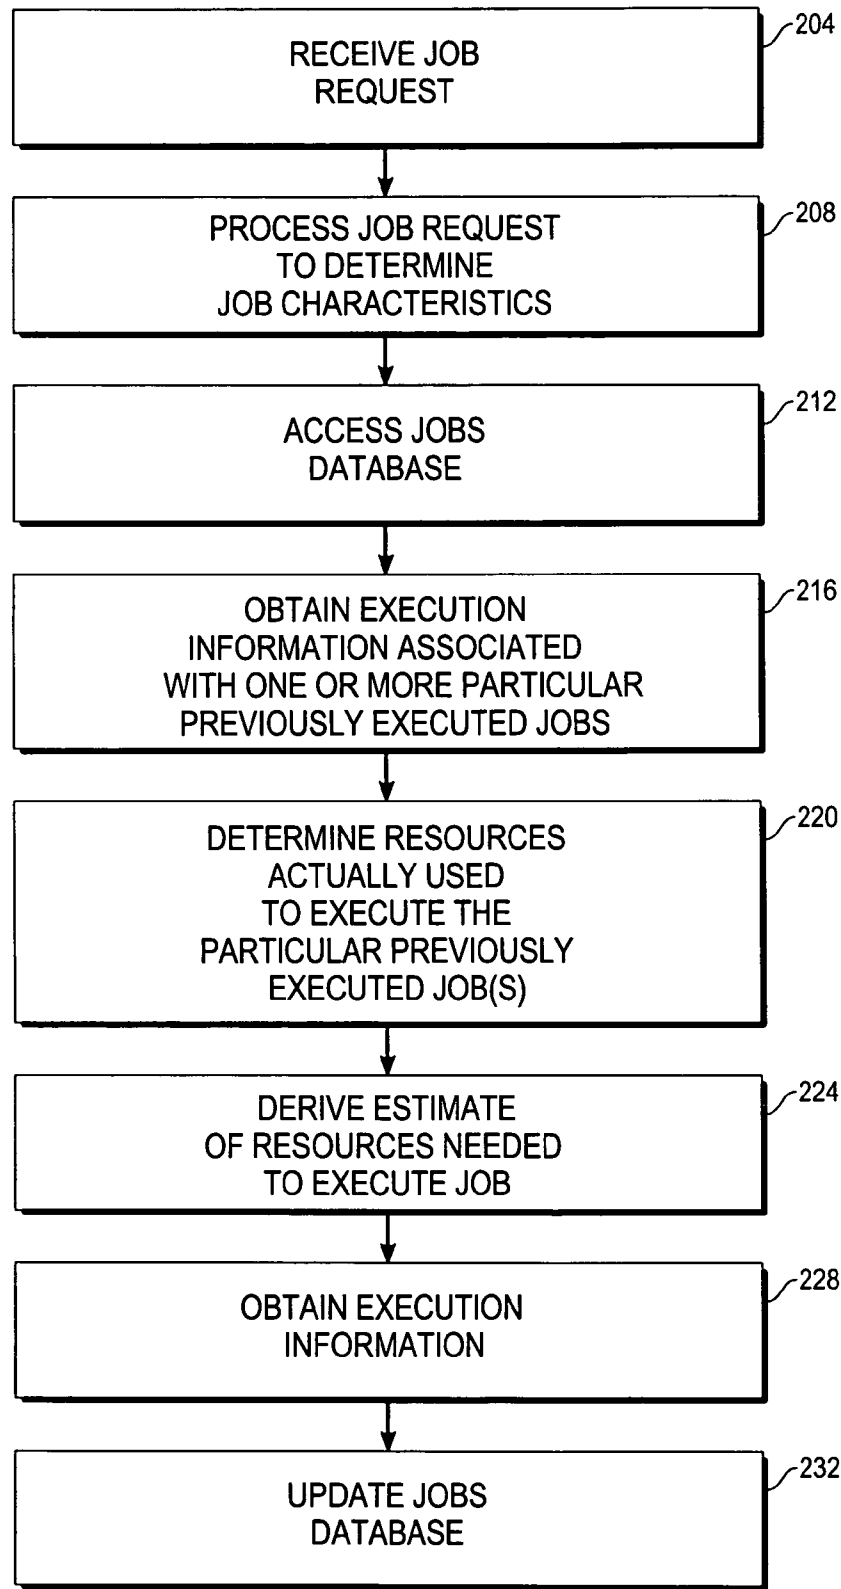 204
RECEIVE JOB
REQUEST
208
PROCESS JOB REQUEST
TO DETERMINE
JOB CHARACTERISTICS
212
ACCESS JOBS
DATABASE
216
OBTAIN EXECUTION
INFORMATION ASSOCIATED
WITH ONE OR MORE PARTICULAR
PREVIOUSLY EXECUTED JOBS
220
DETERMINE RESOURCES
ACTUALLY USED
TO EXECUTE THE
PARTICULAR PREVIOUSLY
EXECUTED JOB(S)
224
DERIVE ESTIMATE
OF RESOURCES NEEDED
TO EXECUTE JOB
228
OBTAIN EXECUTION
INFORMATION
232
UPDATE JOBS
DATABASE